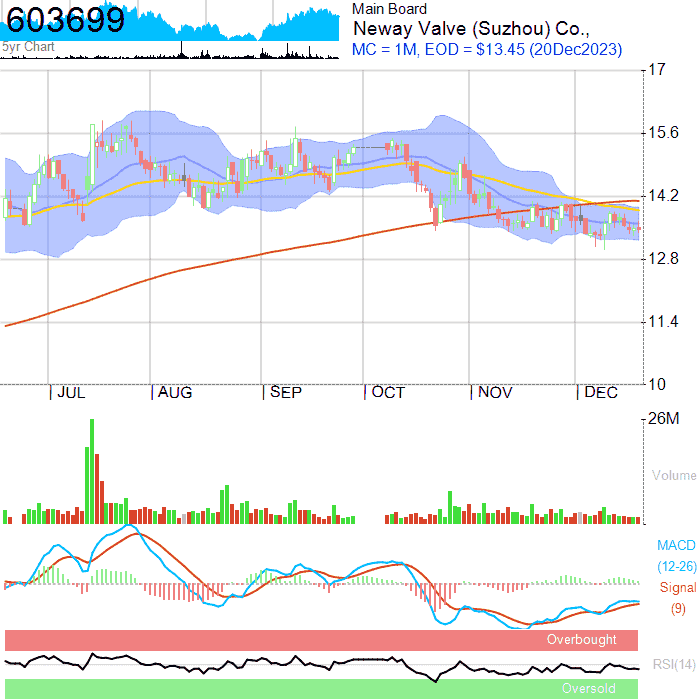 603699
5yr Chart
Main Board
Neway Valve (Suzhou) Co.,
MC = 1M, EOD = $13.45 (20Dec2023)
17
15.6
14.2
12.8
11.4
10
JUL
AUG
SEP
OCT
NOV
DEC
26M
Volume
MACD
(12-26)
Signal
(9)
Overbought
RSI(14)
Oversold